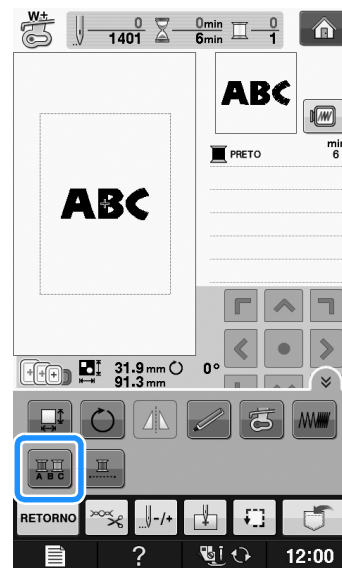 W+
0 0min 0
1401 6min 1
ABC
PRETO
min
6
ABC
31.9 mm 0°
91.3 mm
A B C
RETORNO
-/+
?
12:00